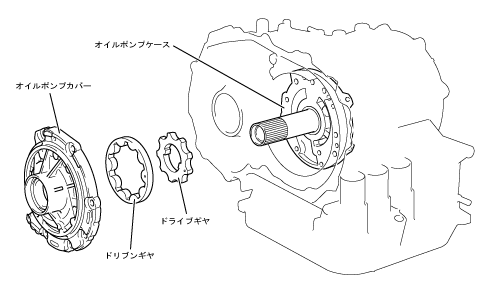 オイルポンプケース
オイルポンプカバー
ドライブギヤ
ドリブンギヤ